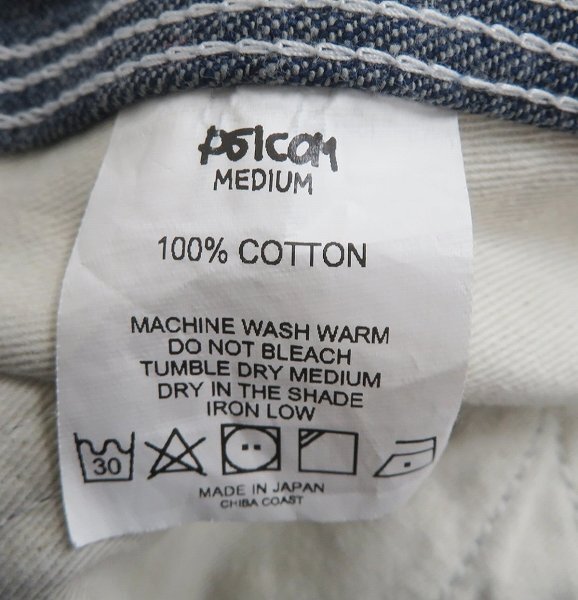 psicom
MEDIUM
100% COTTON
MACHINE WASH WARM
DO NOT BLEACH
TUMBLE DRY MEDIUM
DRY IN THE SHADE
IRON LOW
30
MADE IN JAPAN
CHIBA COAST